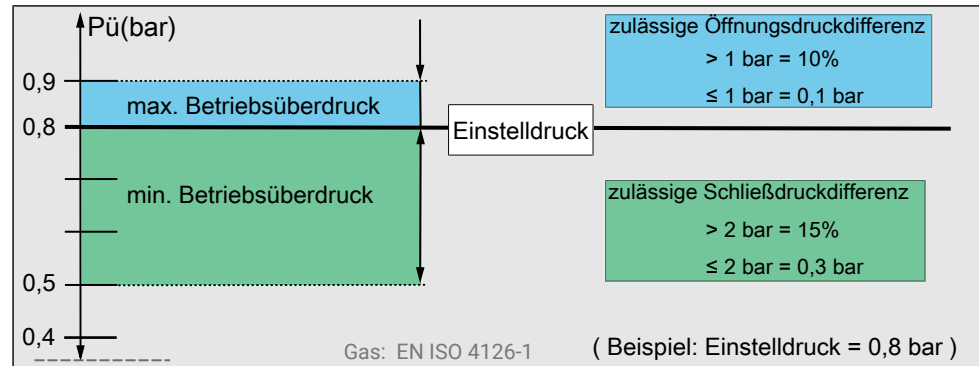 Pü(bar)
0,9
0,8
0,5
0,4
max. Betriebsüberdruck
min. Betriebsüberdruck
Einstelldruck
zulässige Öffnungsdruckdifferenz
> 1 bar = 10%
≤ 1 bar = 0,1 bar
zulässige Schließdruckdifferenz
> 2 bar = 15%
≤ 2 bar = 0,3 bar
Gas: EN ISO 4126-1
( Beispiel: Einstelldruck = 0,8 bar )